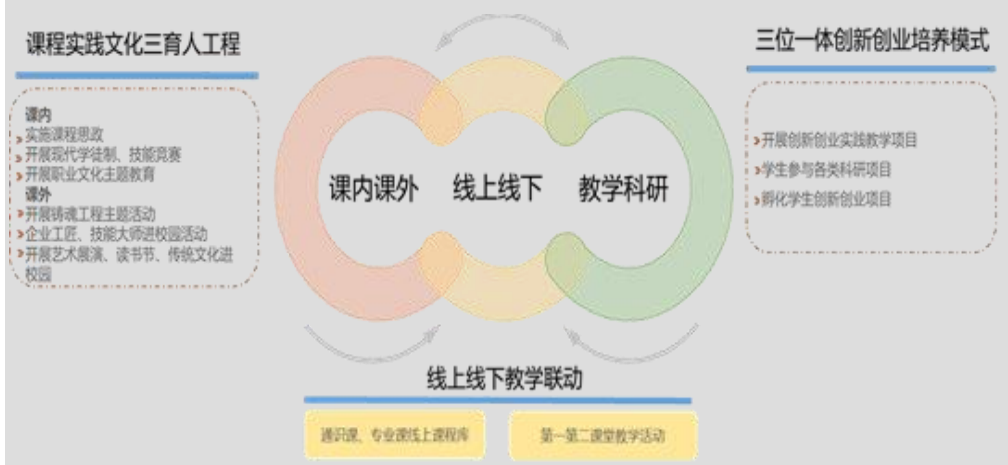 课程实践文化三育人工程
课内
实施课程思政
开展现代学徒制、技能竞赛
开展职业文化主题教育
课外
开展铸魂工程主题活动
企业工匠、技能大师进校园活动
开展艺术展演、读书节、传统文化进
校园
课内课外
线上线下
教学科研
三位一体创新创业培养模式
开展创新创业实践教学项目
学生参与各类科研项目
孵化学生创新创业项目
线上线下教学联动
通识课、专业课线上课程库
第一第二课堂教学活动